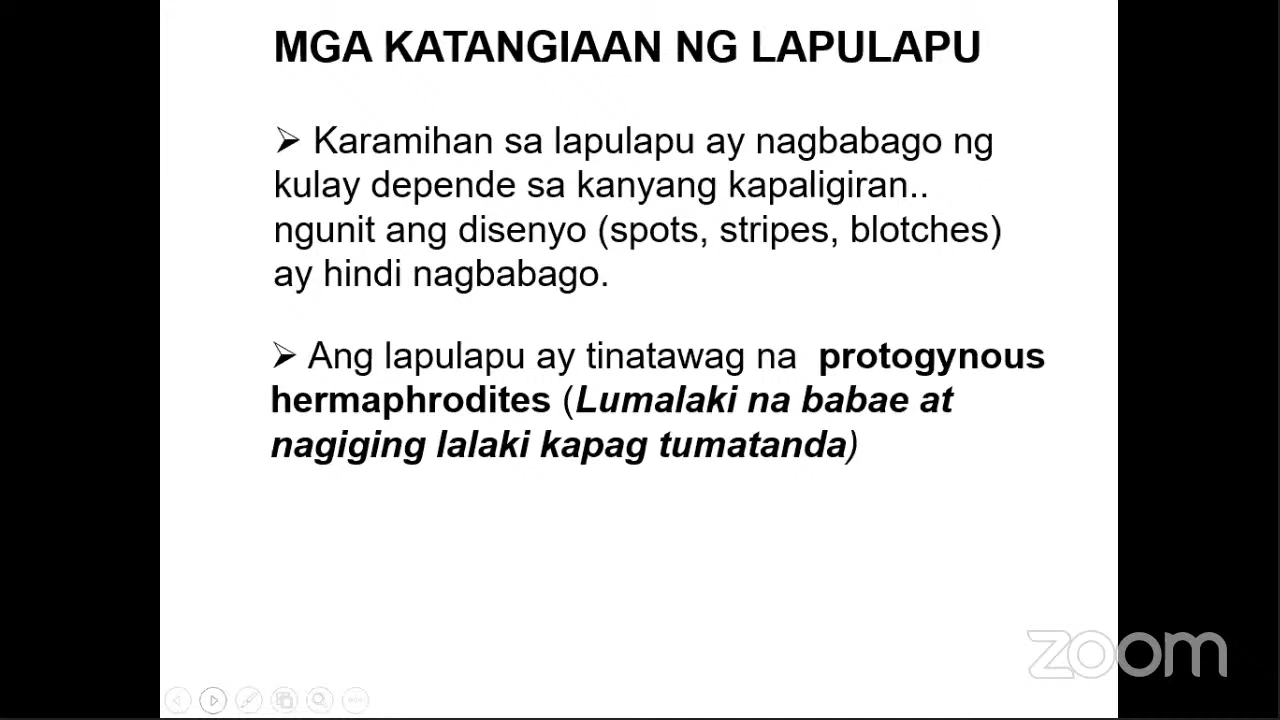 MGA KATANGIAAN NG LAPULAPU
➢ Karamihan sa lapulapu ay nagbabago ng
kulay depende sa kanyang kapaligiran..
ngunit ang disenyo (spots, stripes, blotches)
ay hindi nagbabago.
➢ Ang lapulapu ay tinatawag na protogynous
hermaphrodites (Lumalaki na babae at
nagiging lalaki kapag tumatanda)
zoom